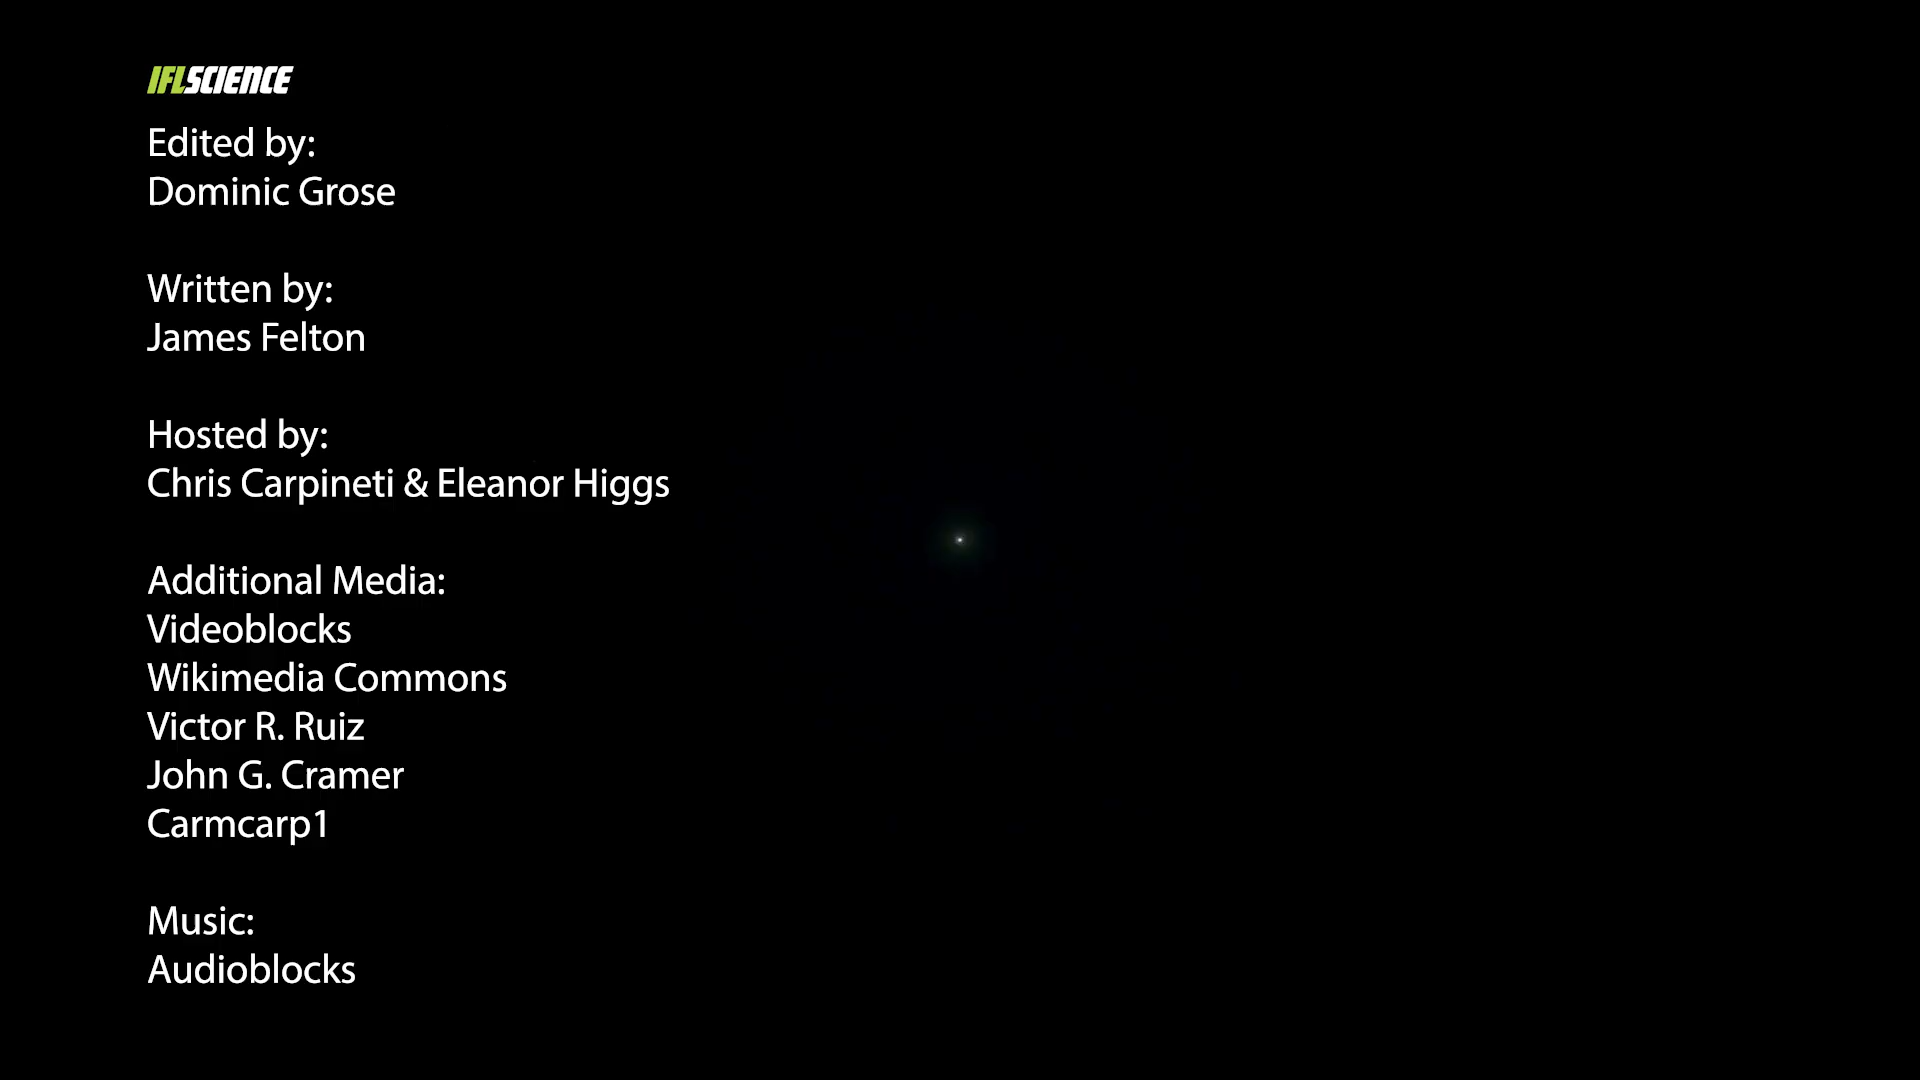 IFLSCIENCE
Edited by:
Dominic Grose
Written by:
James Felton
Hosted by:
Chris Carpineti & Eleanor Higgs
Additional Media:
Videoblocks
Wikimedia Commons
Victor R. Ruiz
John G. Cramer
Carmcarp1
Music:
Audioblocks